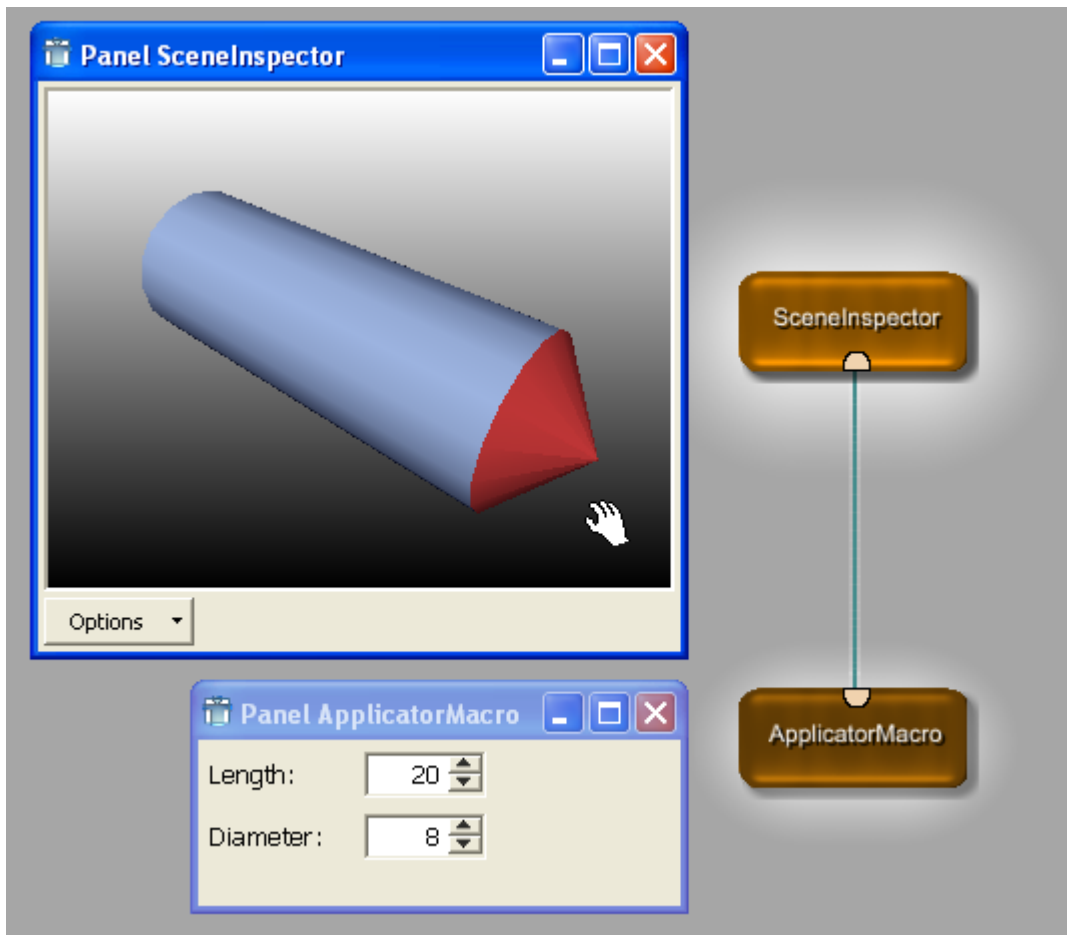 Panel SceneInspector
SceneInspector
Options
Panel ApplicatorMacro
ApplicatorMacro
Length: 20
Diameter: 8